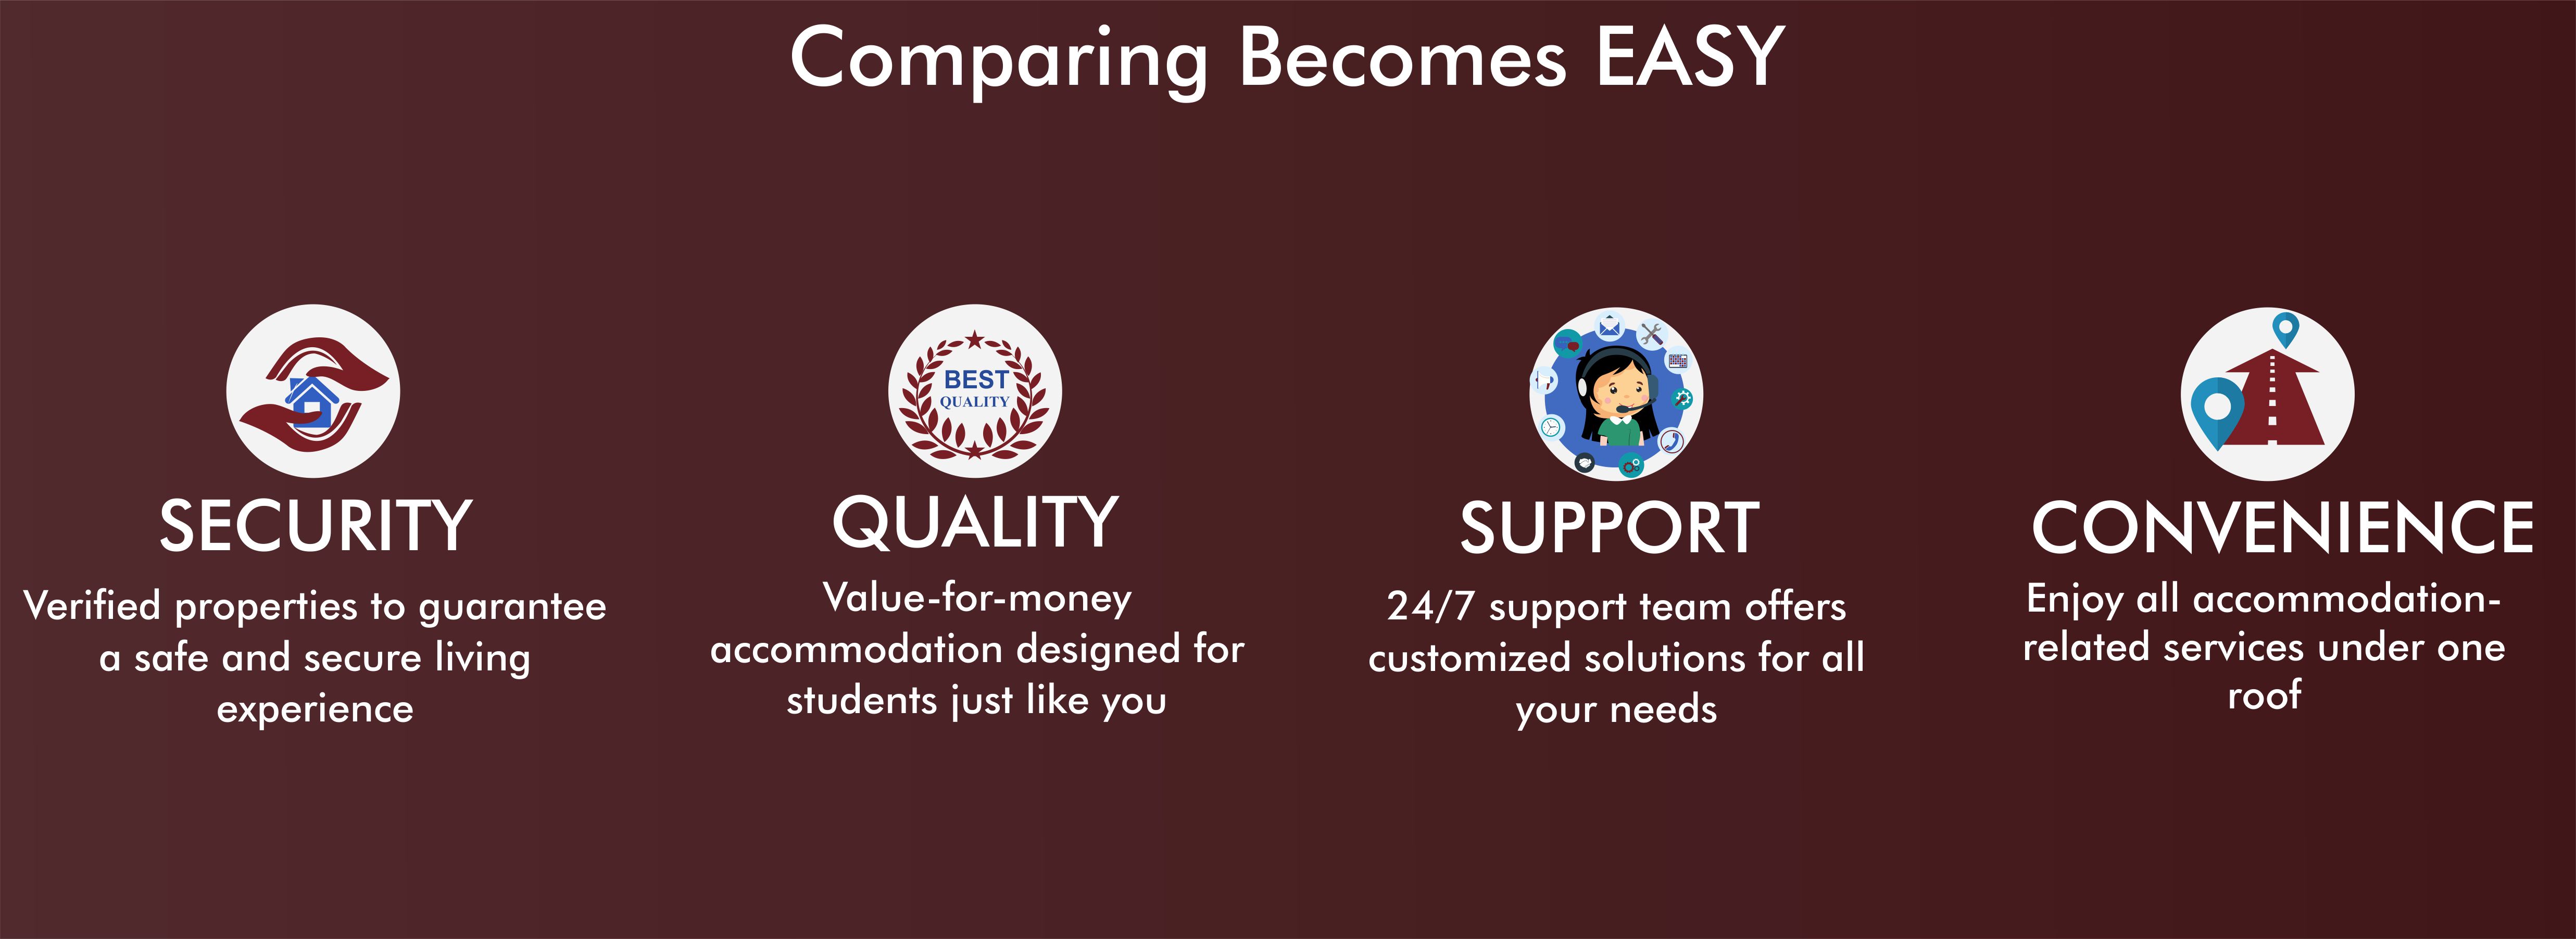 Comparing Becomes EASY
BEST
QUALITY
SECURITY
Verified properties to guarantee
a safe and secure living
experience
QUALITY
Value-for-money
accommodation designed for
students just like you
SUPPORT
24/7 support team offers
customized solutions for all
your needs
CONVENIENCE
Enjoy all accommodation-
related services under one
roof